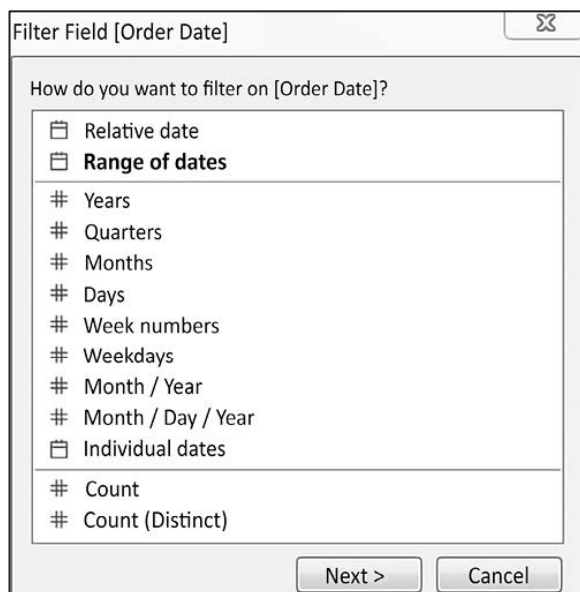 Filter Field [Order Date]
How do you want to filter on [Order Date]?
Relative date
Range of dates
Years
Quarters
Months
Days
Week numbers
Weekdays
Month / Year
Month / Day / Year
Individual dates
Count
Count (Distinct)
Next > Cancel